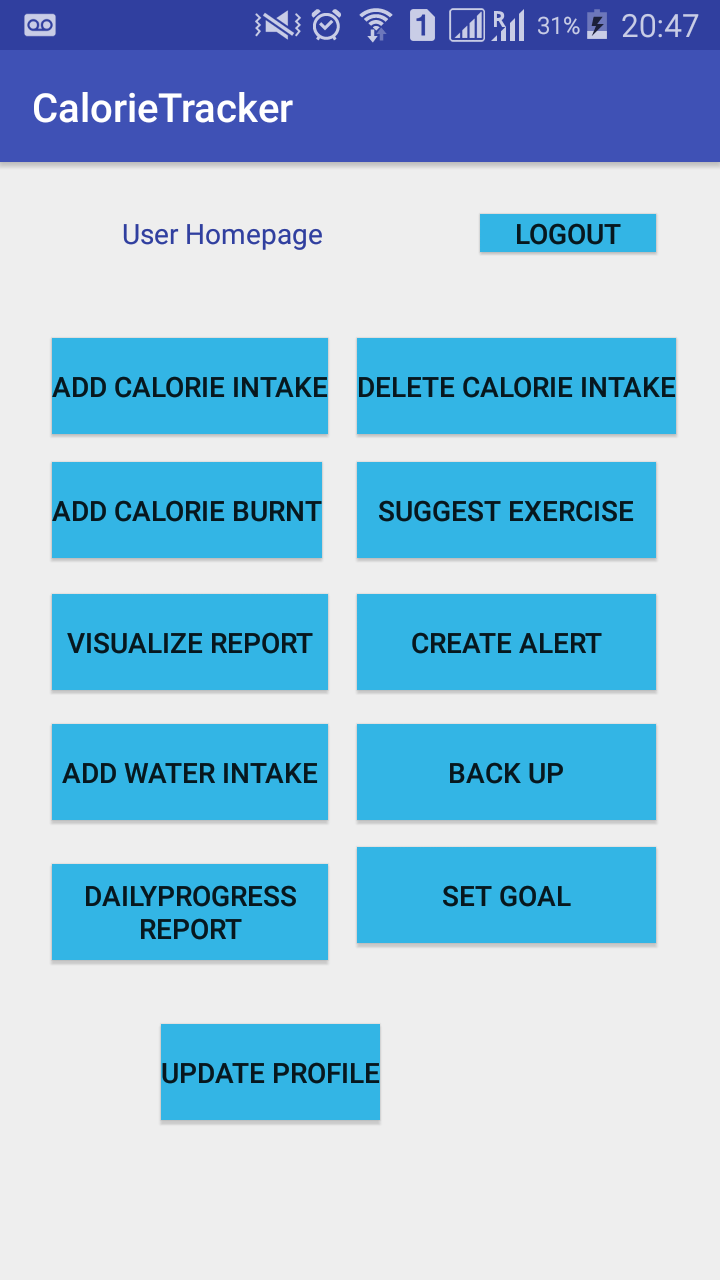 1 R 31% 20:47
CalorieTracker
User Homepage
LOGOUT
ADD CALORIE INTAKE
DELETE CALORIE INTAKE
ADD CALORIE BURNT
SUGGEST EXERCISE
VISUALIZE REPORT
CREATE ALERT
ADD WATER INTAKE
BACK UP
DAILYPROGRESS
REPORT
SET GOAL
UPDATE PROFILE